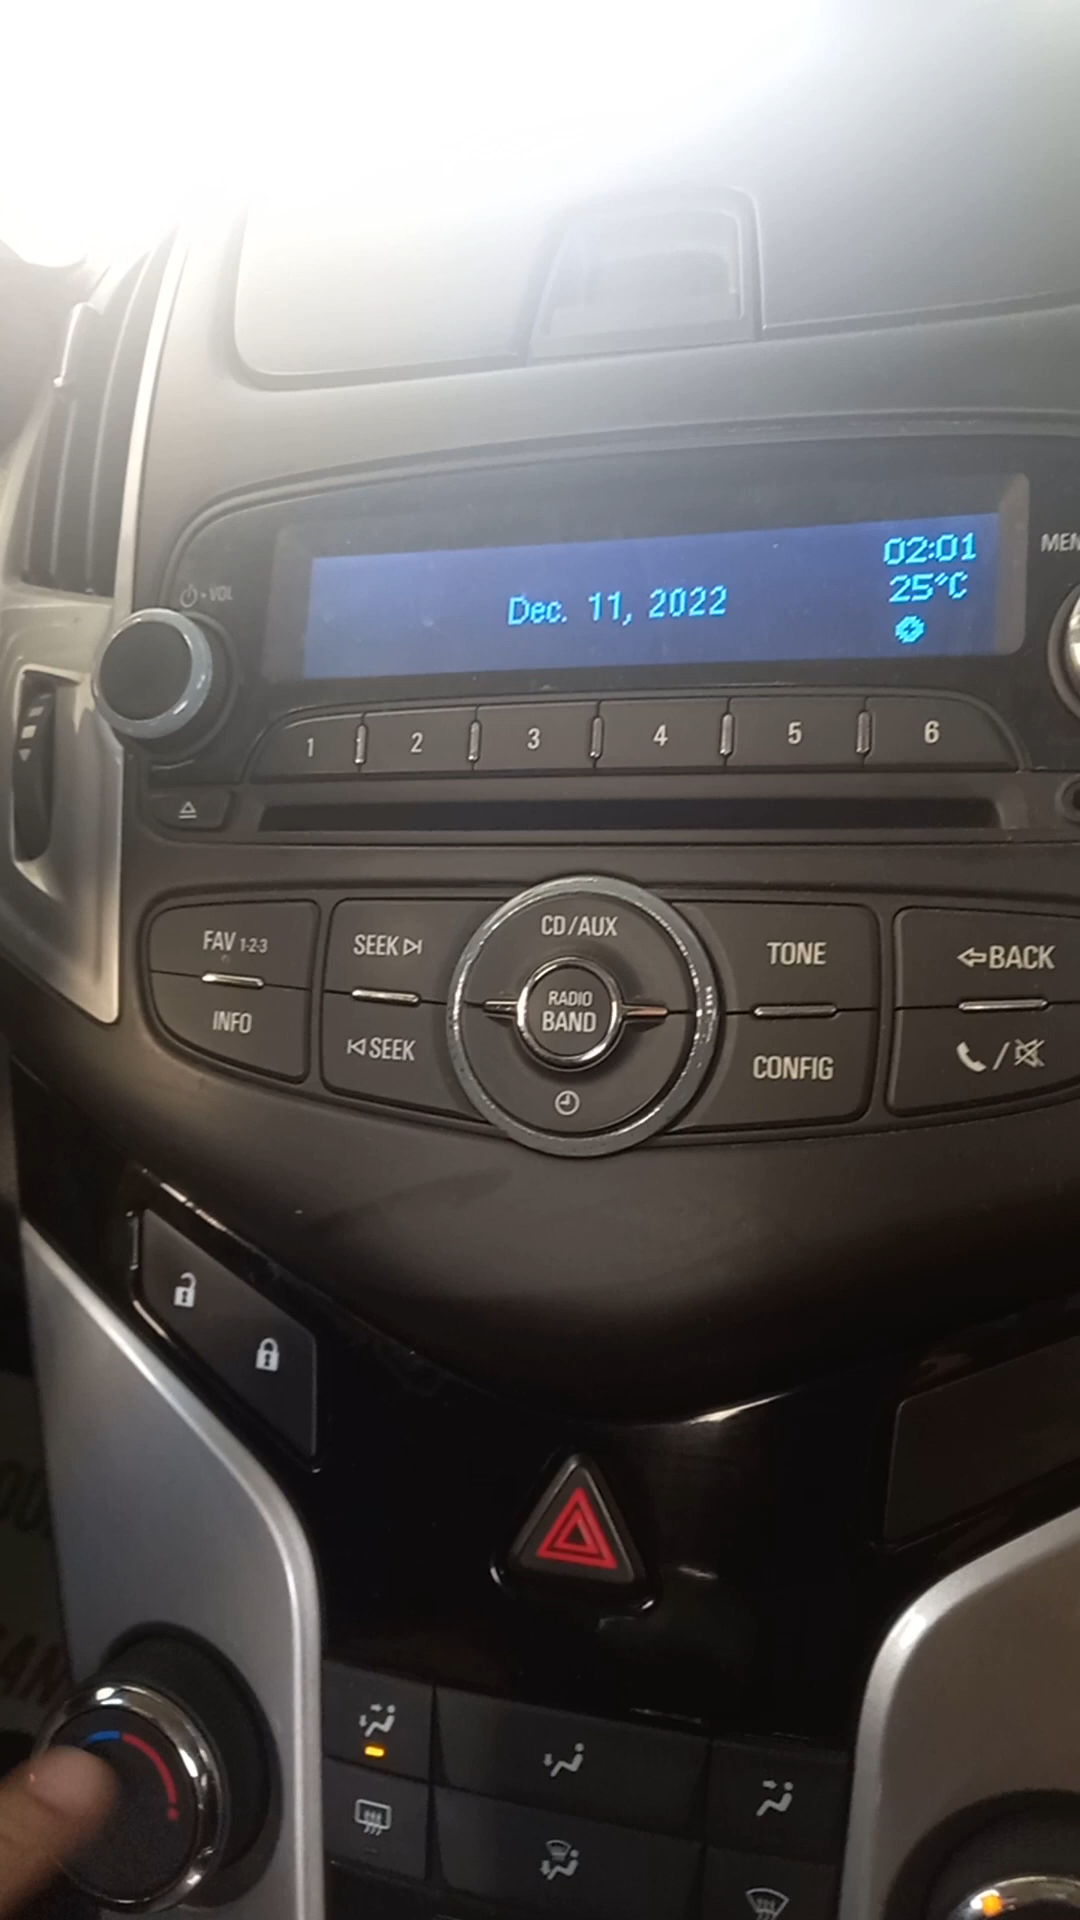 02:01
25°C
Dec. 11, 2022
VOL
1 2 3 4 5 6
FAV 1-2-3
INFO
SEEK
SEEK
CD/AUX
RADIO
BAND
TONE
CONFIG
BACK
/